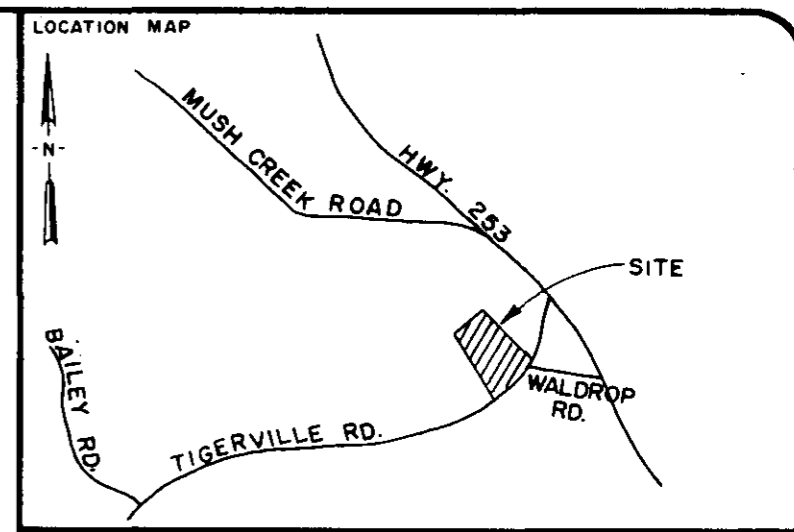 LOCATION MAP
-N-
MUSH CREEK ROAD
HWY. 253
SITE
BAILEY RD.
TIGERVILLE RD.
WALDROP
RD.